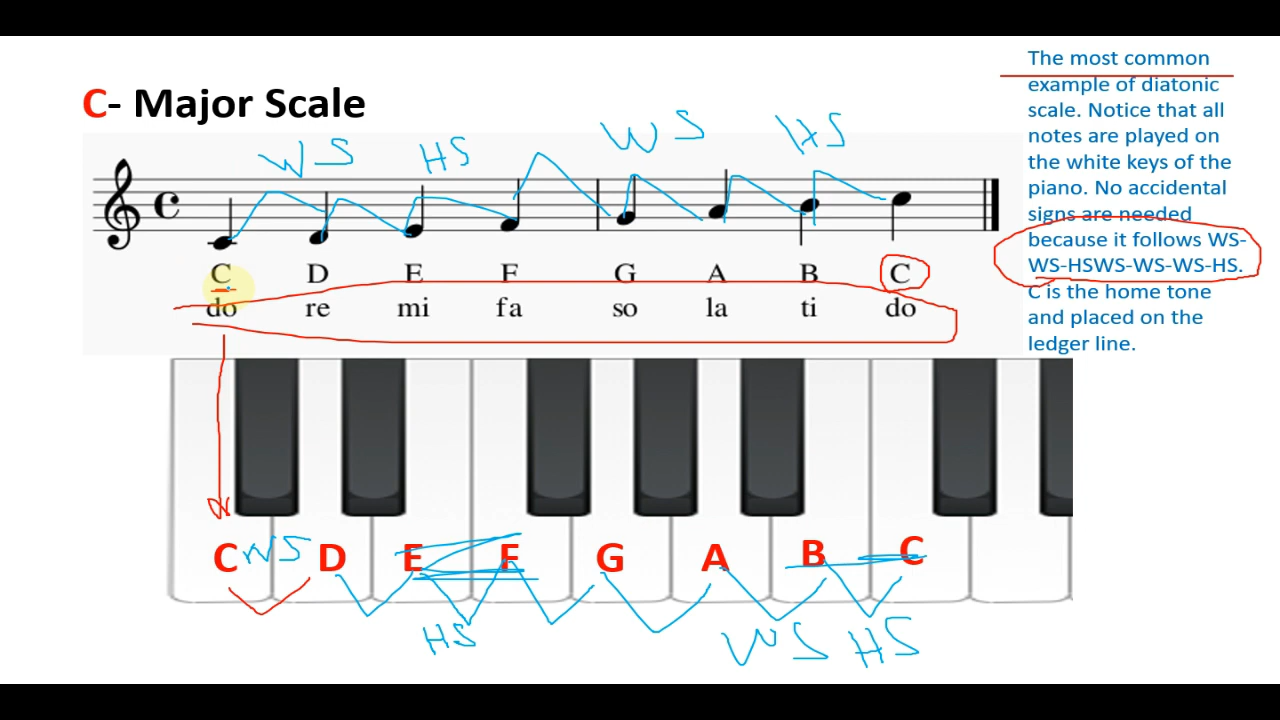 C- Major Scale
The most common
example of diatonic
scale. Notice that all
notes are played on
the white keys of the
piano. No accidental
signs are needed
because it follows WS-
WS-HSWS-WS-WS-HS.
C is the home tone
and placed on the
ledger line.
WS HS WS HS
C D E F G A B C
do re mi fa so la ti do
C WS D E F G A B C
HS WS HS